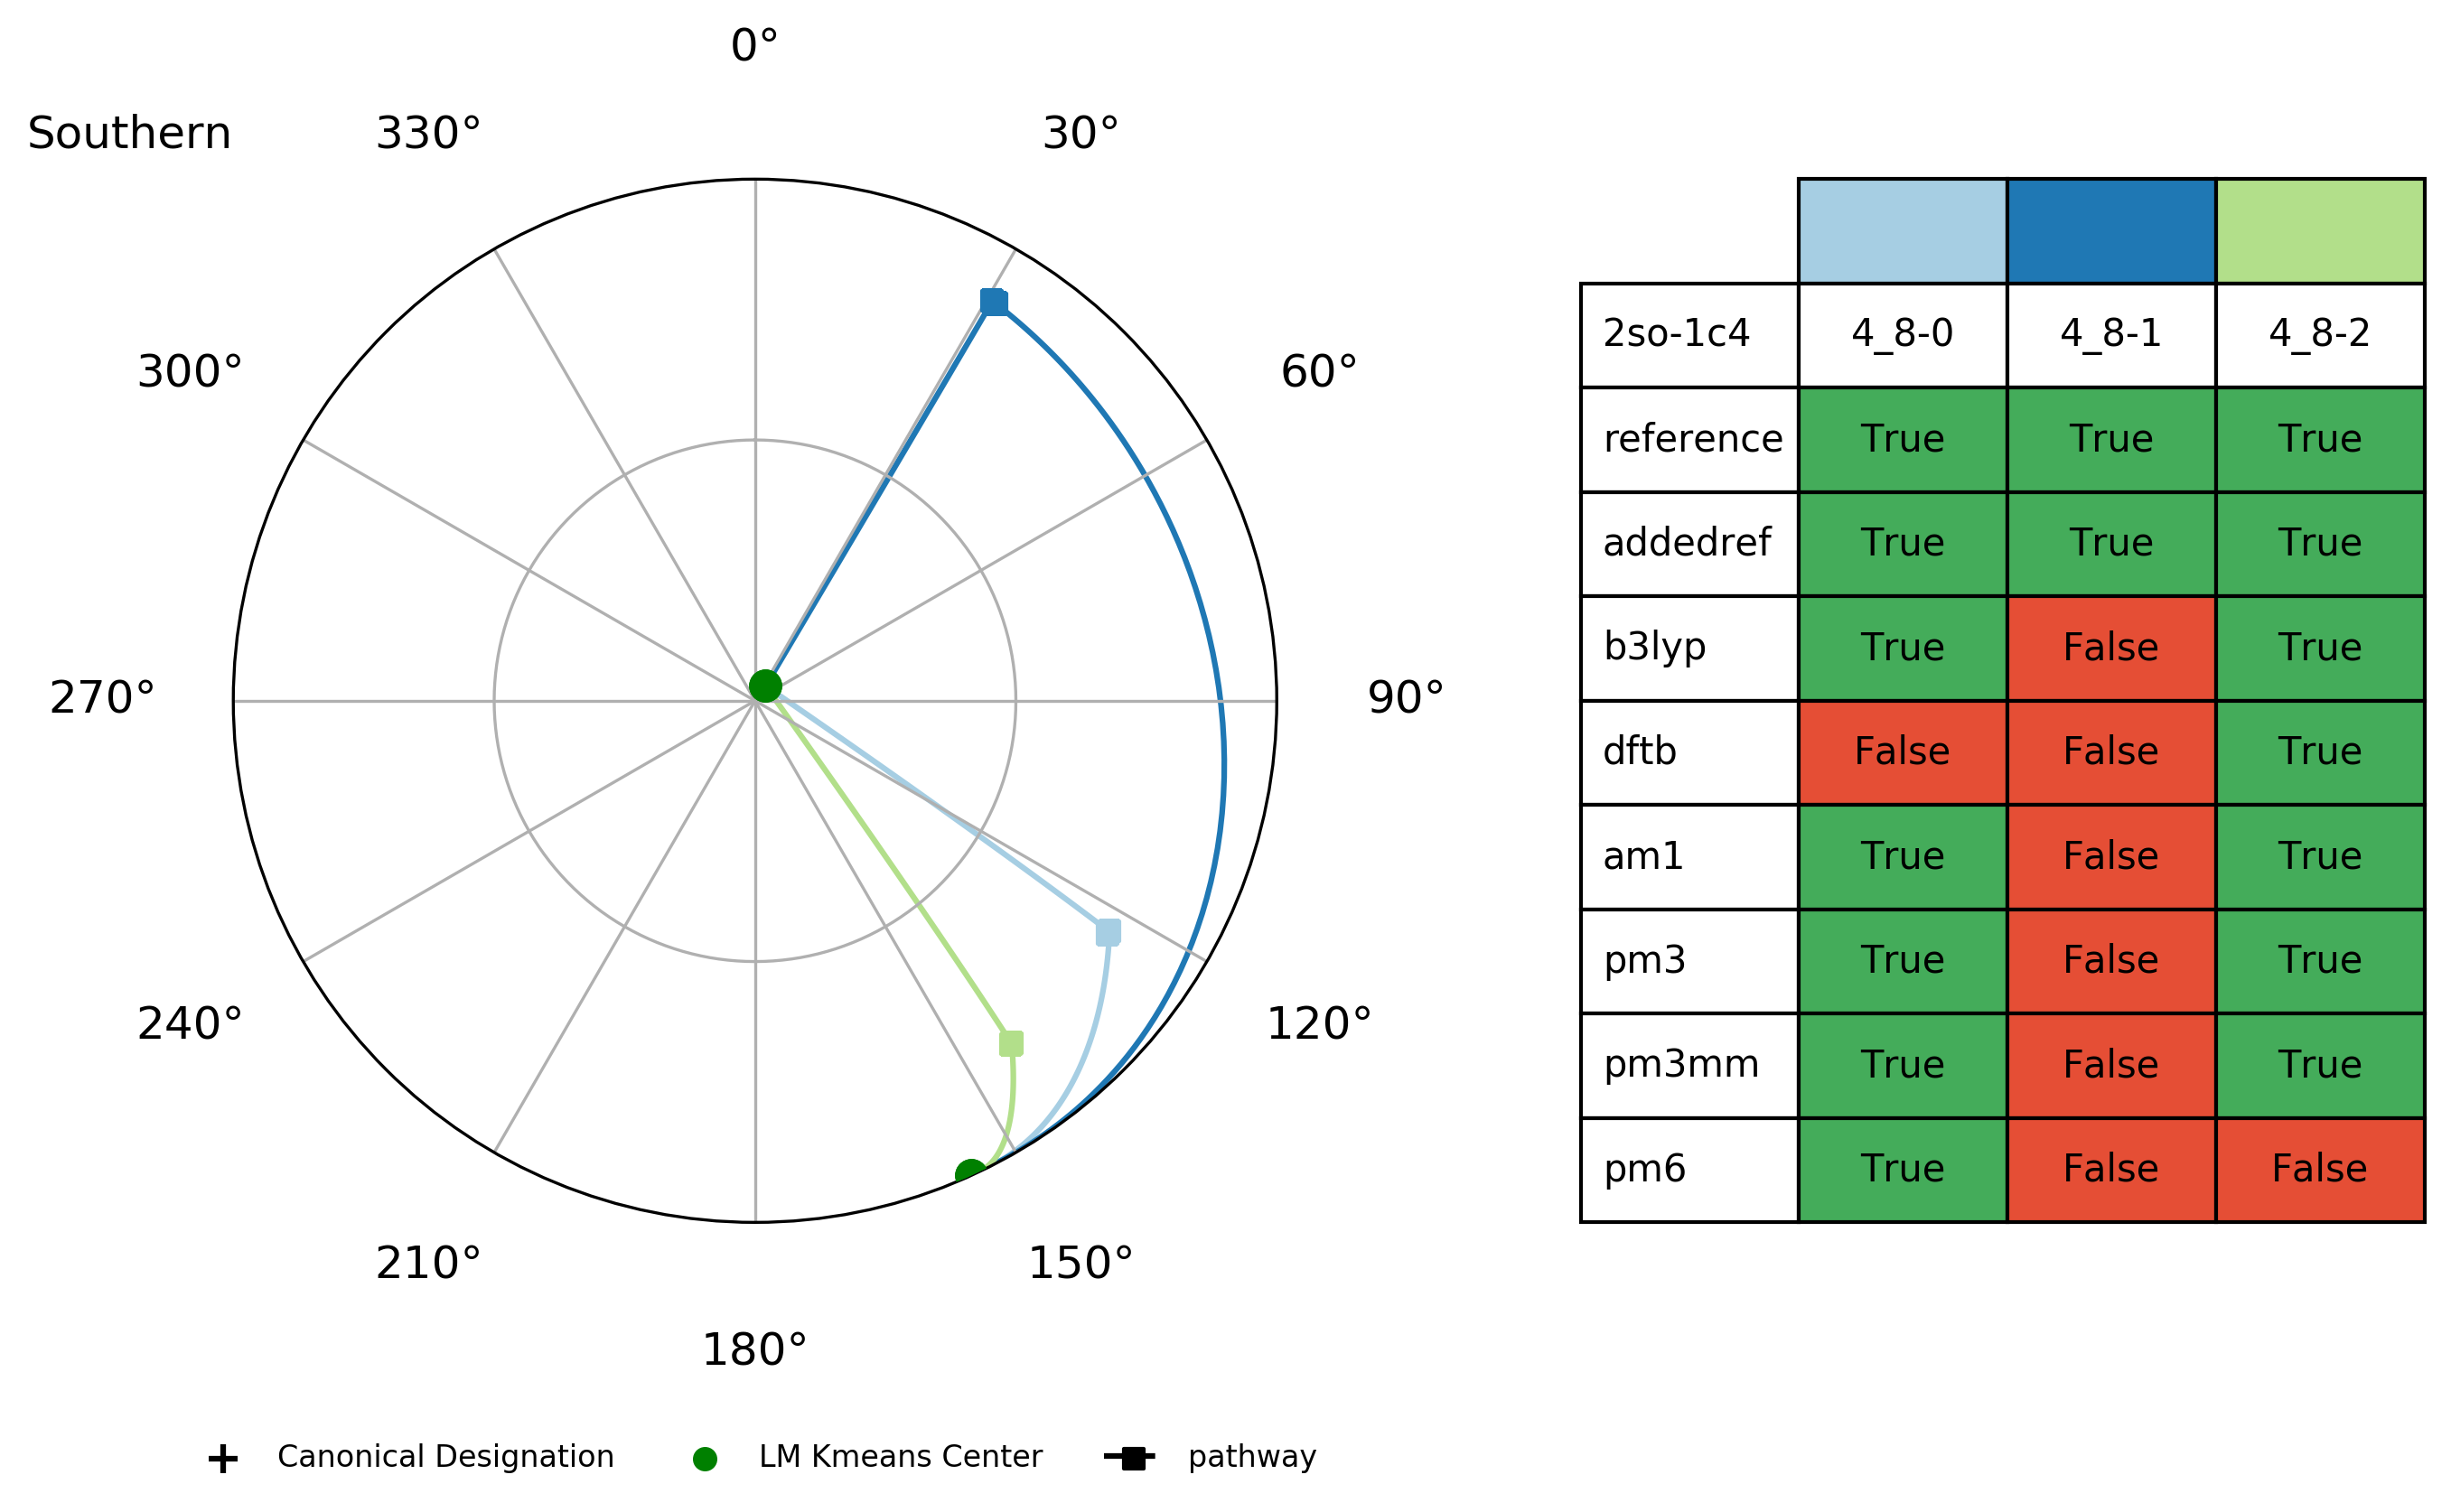 0°
Southern
330°
30°
300°
60°
270°
90°
240°
120°
210°
150°
180°
Canonical Designation
LM Kmeans Center
pathway
2so-1c4 4_8-0 4_8-1 4_8-2
reference True True True
addedref True True True
b3lyp True False True
dftb False False True
am1 True False True
pm3 True False True
pm3mm True False True
pm6 True False False